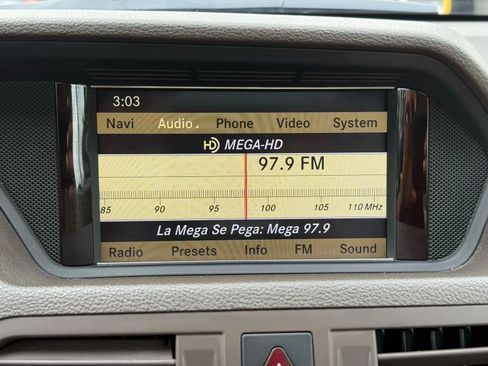 3:03
Navi Audio Phone Video System
HD MEGA-HD
97.9 FM
85 90 95 100 105 110 MHz
La Mega Se Pega: Mega 97.9
Radio Presets Info FM Sound